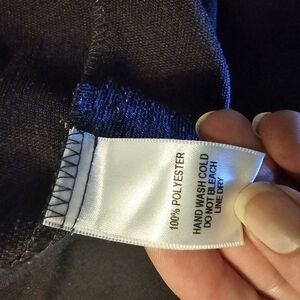 100% POLYESTER
HAND WASH COLD
DO NOT BLEACH
LINE DRY